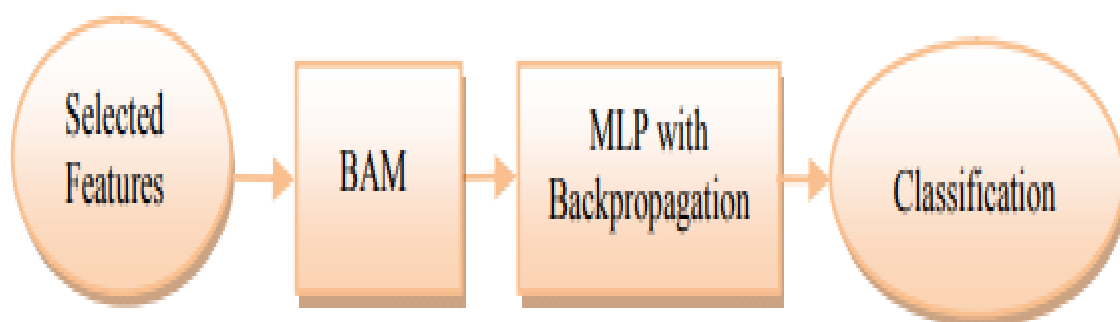 Selected
Features
BAM
MLP with
Backpropagation
Classification